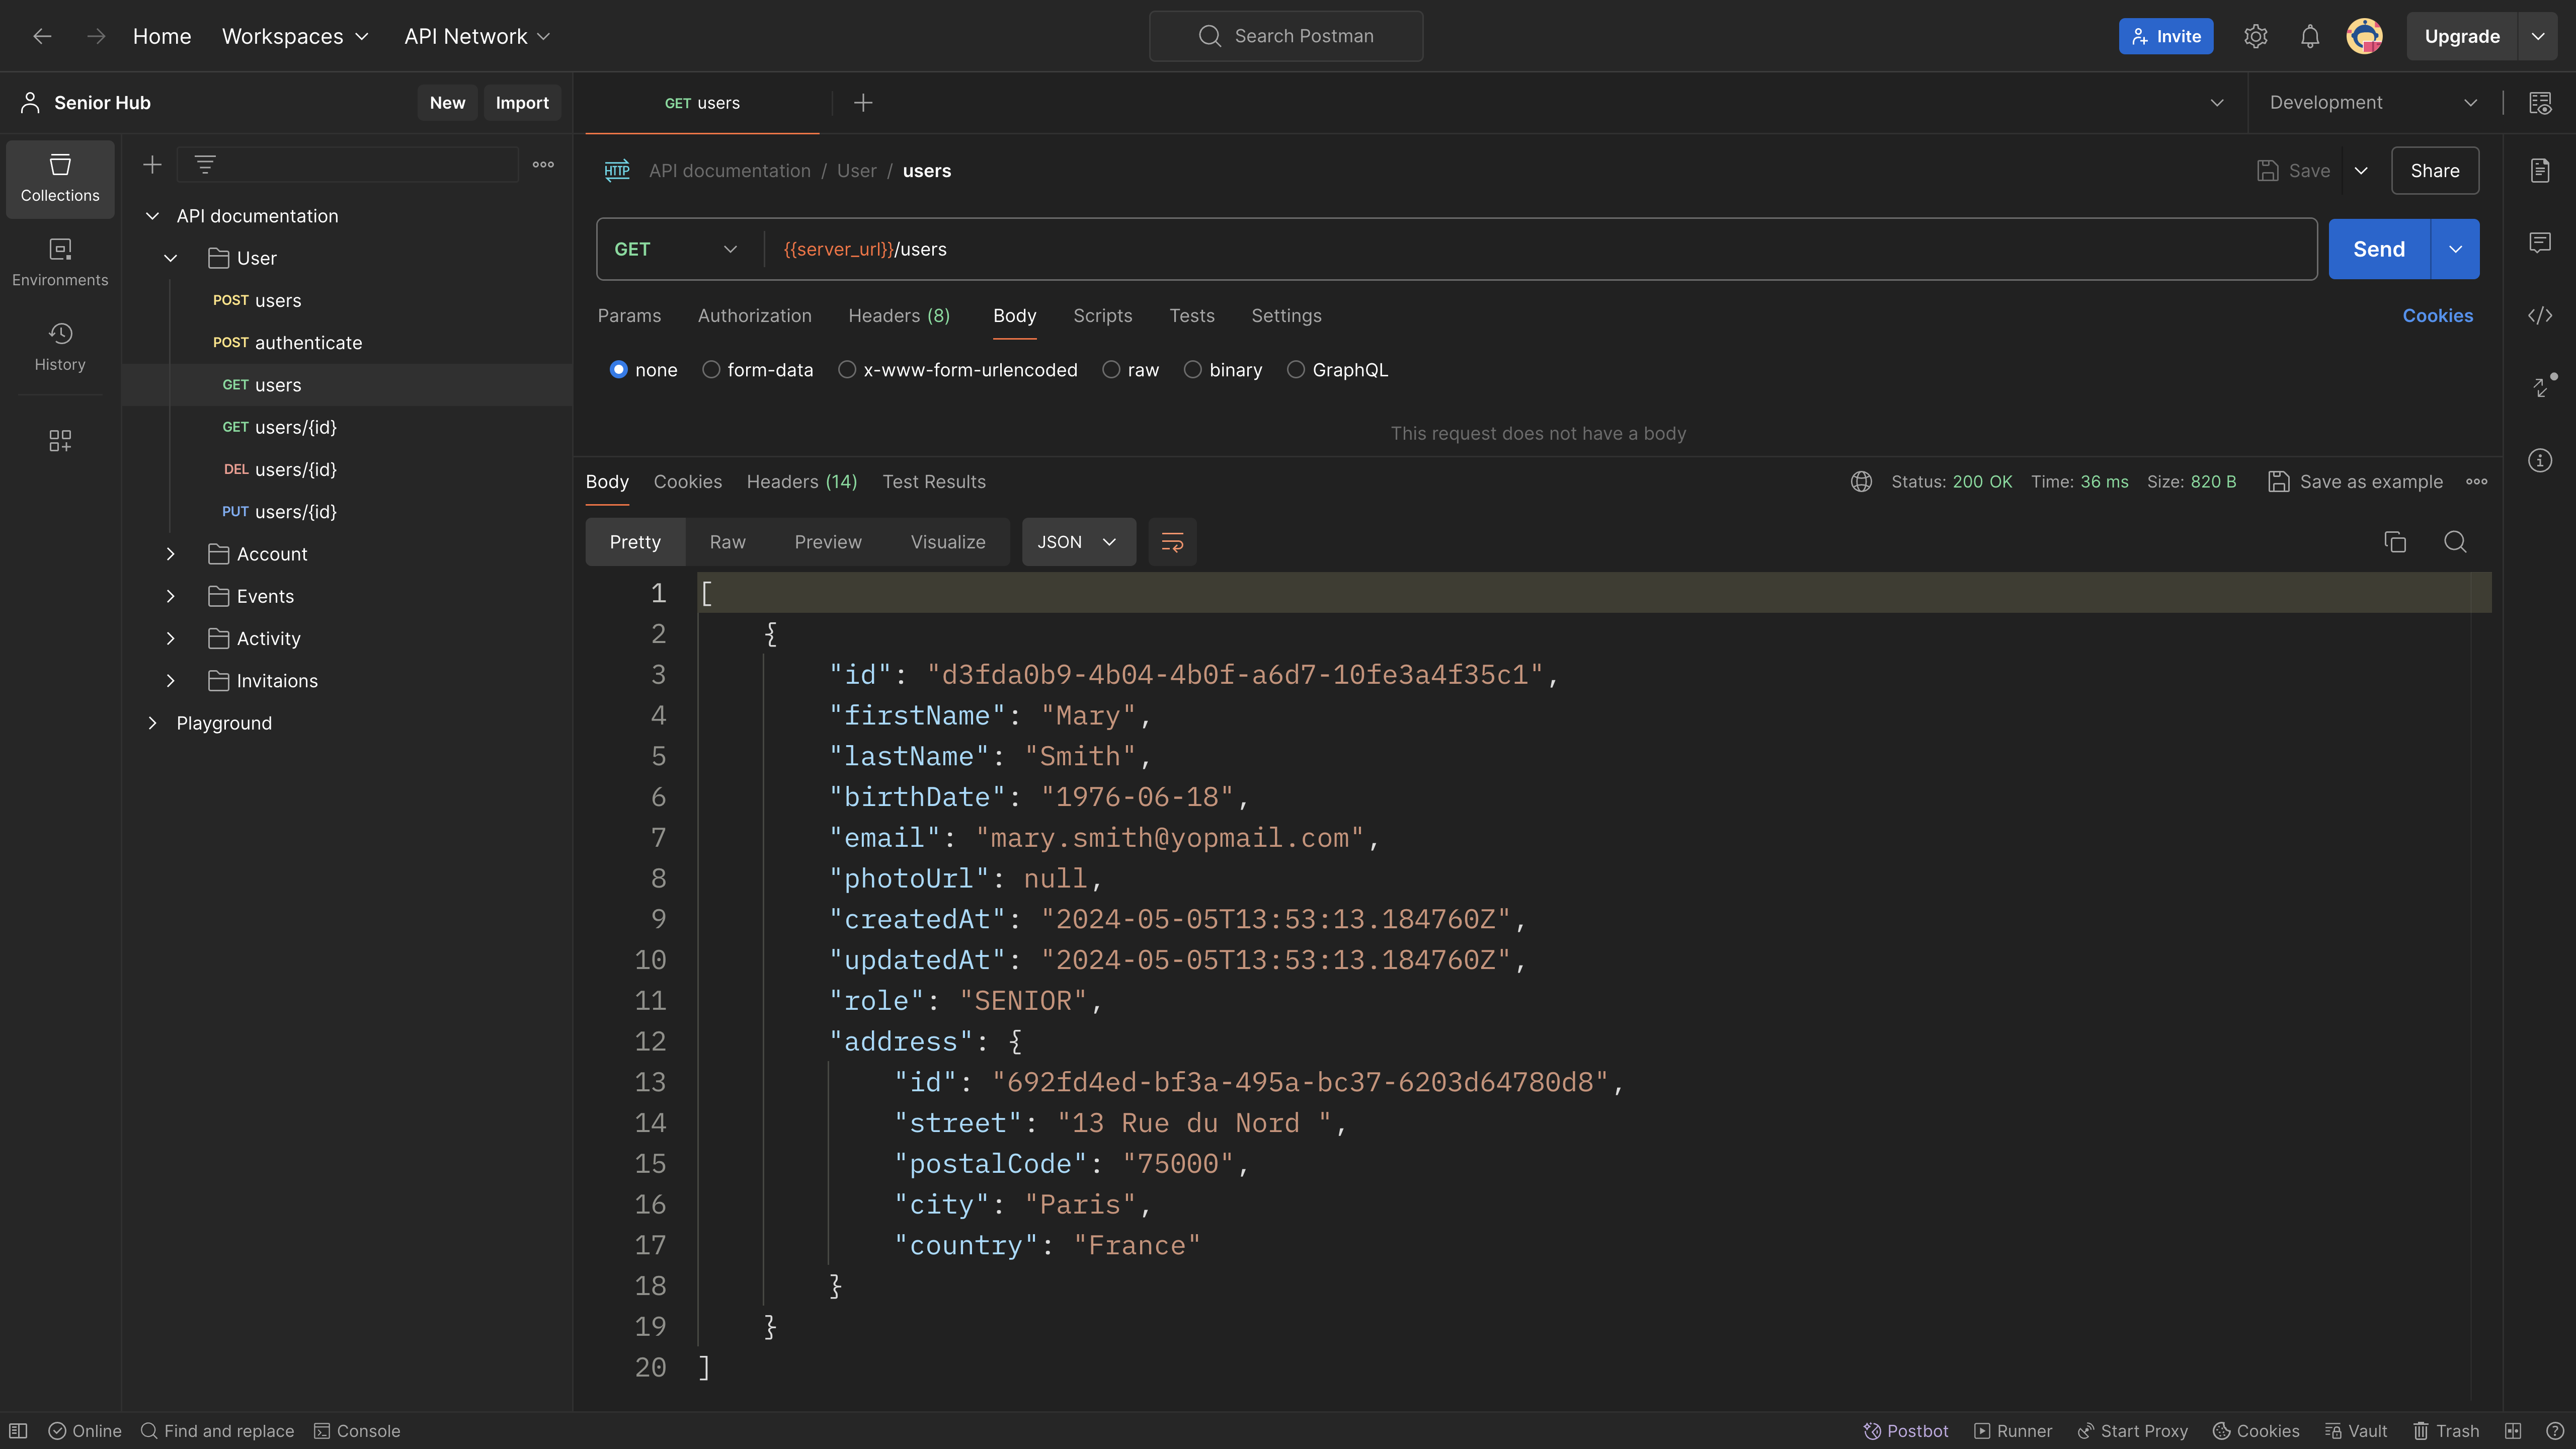 Home Workspaces API Network Search Postman Invite Upgrade
Senior Hub New Import GET users Development
Collections
Environments
History
API documentation
User
POST users
POST authenticate
GET users
GET users/{id}
DEL users/{id}
PUT users/{id}
Account
Events
Activity
Invitaions
Playground
HTTP API documentation / User / users Save Share
GET {{server_url}}/users Send
Params Authorization Headers (8) Body Scripts Tests Settings Cookies
none form-data x-www-form-urlencoded raw binary GraphQL
This request does not have a body
Body Cookies Headers (14) Test Results Status: 200 OK Time: 36 ms Size: 820 B Save as example
Pretty Raw Preview Visualize JSON
1 [
2 {
3 "id": "d3fda0b9-4b04-4b0f-a6d7-10fe3a4f35c1",
4 "firstName": "Mary",
5 "lastName": "Smith",
6 "birthDate": "1976-06-18",
7 "email": "mary.smith@yopmail.com",
8 "photoUrl": null,
9 "createdAt": "2024-05-05T13:53:13.184760Z",
10 "updatedAt": "2024-05-05T13:53:13.184760Z",
11 "role": "SENIOR",
12 "address": {
13 "id": "692fd4ed-bf3a-495a-bc37-6203d64780d8",
14 "street": "13 Rue du Nord ",
15 "postalCode": "75000",
16 "city": "Paris",
17 "country": "France"
18 }
19 }
20 ]
Online Find and replace Console Postbot Runner Start Proxy Cookies Vault Trash